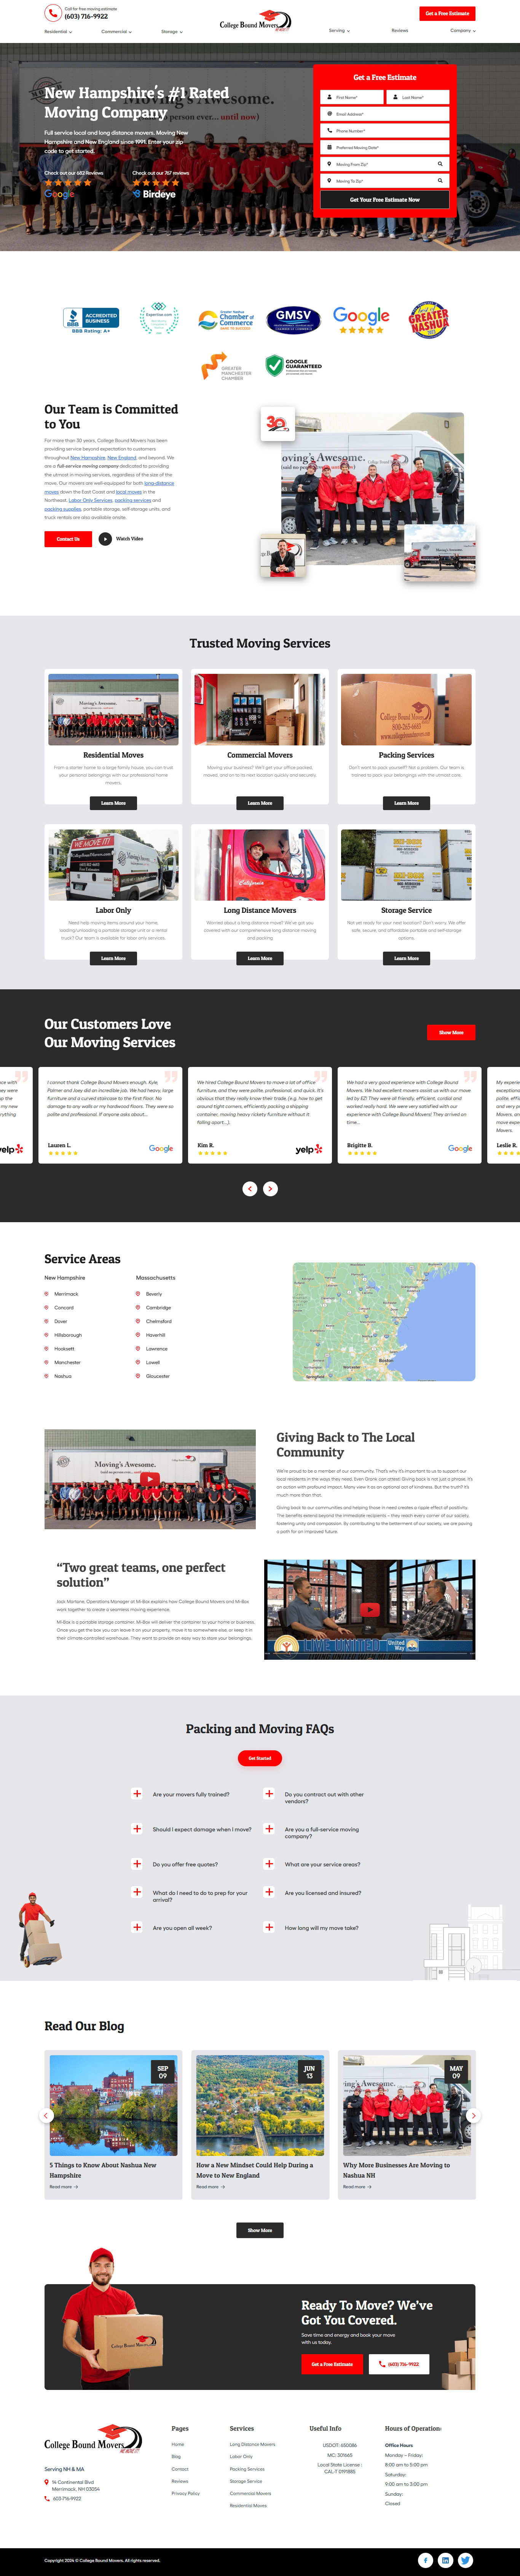 Call for free moving estimate
(603) 716-9922
College Bound Movers
Get a Free Estimate
Residential
Commercial
Storage
Serving
Reviews
Company
New Hampshire's #1 Rated
Moving Company
Full service local and long distance movers. Moving New
Hampshire and New England since 1991. Enter your zip
code to get started.
Check out our 682 Reviews
Check out our 767 reviews
Google
Birdeye
Get a Free Estimate
First Name*
Last Name*
Email Address*
Phone Number*
Preferred Moving Date*
Moving From Zip*
Moving To Zip*
Get Your Free Estimate Now
BBB
ACCREDITED
BUSINESS
BBB Rating: A+
Expertise.com
Greater Nashua
Chamber of
Commerce
GMSV
Google
GREATER
NASHUA
GREATER
MANCHESTER
CHAMBER
GOOGLE
GUARANTEED
Our Team is Committed
to You
For more than 30 years, College Bound Movers has been
providing service beyond expectation to customers
throughout New Hampshire, New England, and beyond. We
are a full-service moving company dedicated to providing
the utmost in moving services, regardless of the size of the
move. Our movers are well-equipped for both long-distance
moves down the East Coast and local moves in the
Northeast. Labor Only Services, packing services and
packing supplies, portable storage, self-storage units, and
truck rentals are also available onsite.
Contact Us
Watch Video
Trusted Moving Services
Residential Moves
From a starter home to a large family house, you can trust
your personal belongings with our professional home
movers.
Learn More
Commercial Movers
Moving your business? We'll get your office packed,
moved, and on to its next location quickly and securely.
Learn More
Packing Services
Don't want to pack yourself? Not a problem. Our team is
trained to pack your belongings with the utmost care.
Learn More
Labor Only
Need help moving items around your home,
loading/unloading a portable storage unit or a rental
truck? Our team is available for labor only services.
Learn More
Long Distance Movers
Worried about a long distance move? We've got you
covered with our comprehensive long distance moving
and packing.
Learn More
Storage Service
Not yet ready for your next location? Don't worry. We offer
safe, secure, and affordable portable and self-storage
options.
Learn More
Our Customers Love
Our Moving Services
Show More
I cannot thank College Bound Movers enough. Kyle,
Palmer and Joey did an incredible job. We had heavy, large
furniture and a curved staircase to the first floor. No
damage to any walls or my hardwood floors. They were so
fast and professional. If anyone asks about...
Lauren L.
Google
We hired College Bound Movers to move a lot of office
furniture, and they were polite, professional, and quick. It
was obvious that they really know their trade, (e.g. how to get
around tight corners, efficiently packing a shipping
container, moving heavy rickety furniture without it
falling apart...).
Kim R.
yelp
We had a very good experience with College Bound
Movers. We had excellent movers assist us with our move
led by EZ! They were all friendly, efficient, cordial and
worked really hard. We were very satisfied with our
experience with College Bound Movers! They arrived on
time...
Brigitte B.
Google
Leslie R.
Service Areas
New Hampshire
Merrimack
Concord
Dover
Hillsborough
Hooksett
Manchester
Nashua
Massachusetts
Beverly
Cambridge
Chelmsford
Haverhill
Lawrence
Lowell
Gloucester
Boston
Worcester
Springfield
Giving Back to The Local
Community
We're proud to be a member of our community. That's why it's important to us to support our
local residents in the various ways they need. Even Grank can attest! Giving back is not just a phrase, it's
an action with profound impact. Many view it as an optional act of kindness. But the truth? It's
much more than that.
Giving back to our communities and helping those in need creates a ripple effect of positivity.
The benefits extend beyond the immediate recipients – they reach every corner of our society,
fostering unity and compassion. By contributing to the betterment of our society, we are paving
a path for an improved future.
“Two great teams, one perfect
solution”
Jack Martone, Operations Manager at Mi-Box explains how College Bound Movers and Mi-Box
work together to create a seamless moving experience.
Mi-Box is a portable storage container. Mi-Box will deliver the container to your home or business.
Once you get the box you can leave it on your property, move it to somewhere else, or keep it in
their climate-controlled warehouse. They want to provide an easy way to store your belongings.
LIVE UNITED
United
Way
Packing and Moving FAQs
Get Started
Are your movers fully trained?
Do you contract out with other
vendors?
Should I expect damage when I move?
Are you a full-service moving
company?
Do you offer free quotes?
What are your service areas?
What do I need to do to prep for your
arrival?
Are you licensed and insured?
Are you open all week?
How long will my move take?
Read Our Blog
SEP
09
5 Things to Know About Nashua New
Hampshire
Read more
JUN
13
How a New Mindset Could Help During a
Move to New England
Read more
MAY
09
Why More Businesses Are Moving to
Nashua NH
Read more
Show More
Ready To Move? We've
Got You Covered.
Save time and energy and book your move
with us today.
Get a Free Estimate
(603) 716-9922
College Bound Movers
Serving NH & MA
14 Continental Blvd
Merrimack, NH 03054
603-716-9922
Pages
Home
Blog
Contact
Reviews
Privacy Policy
Services
Long Distance Movers
Labor Only
Packing Services
Storage Service
Commercial Movers
Residential Moves
Useful Info
USDOT: 650086
MC: 301665
Local State License :
CAL-T-0191885
Hours of Operation:
Office Hours
Monday – Friday:
8:00 am to 5:00 pm
Saturday:
9:00 am to 3:00 pm
Sunday:
Closed
Copyright 2024 © College Bound Movers. All rights reserved.